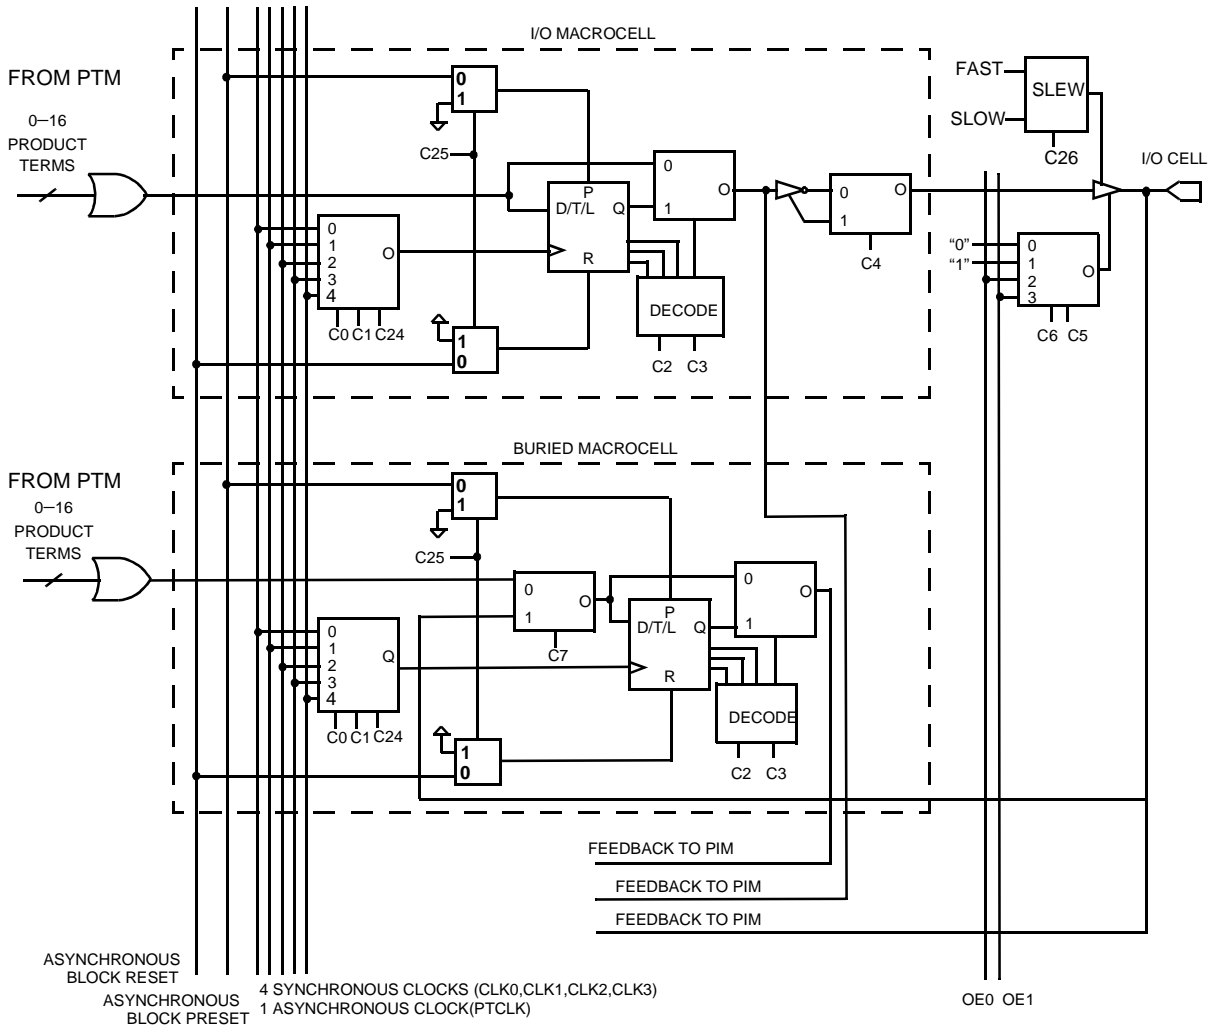 I/O MACROCELL
FROM PTM
0–16
PRODUCT
TERMS
0
1
C25
FAST
SLOW
SLEW
C26
I/O CELL
0
1
O
P
D/T/L
Q
R
0
1
2
3
4
O
C0 C1 C24
DECODE
C2 C3
1
0
0
1
O
C4
“0”
“1”
0
1
2
3
O
C6 C5
BURIED MACROCELL
FROM PTM
0–16
PRODUCT
TERMS
0
1
C25
0
1
O
C7
0
1
O
P
D/T/L
Q
R
0
1
2
3
4
Q
C0 C1 C24
DECODE
C2 C3
1
0
FEEDBACK TO PIM
FEEDBACK TO PIM
FEEDBACK TO PIM
ASYNCHRONOUS
BLOCK RESET
ASYNCHRONOUS
BLOCK PRESET
4 SYNCHRONOUS CLOCKS (CLK0,CLK1,CLK2,CLK3)
1 ASYNCHRONOUS CLOCK(PTCLK)
OE0 OE1